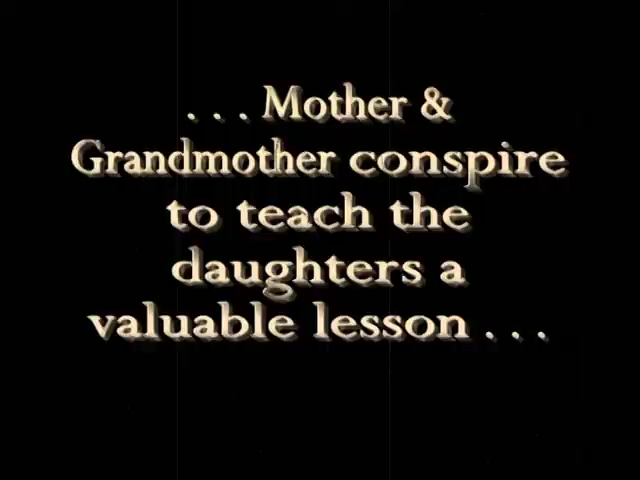 . . . Mother &
Grandmother conspire
to teach the
daughters a
valuable lesson . . .